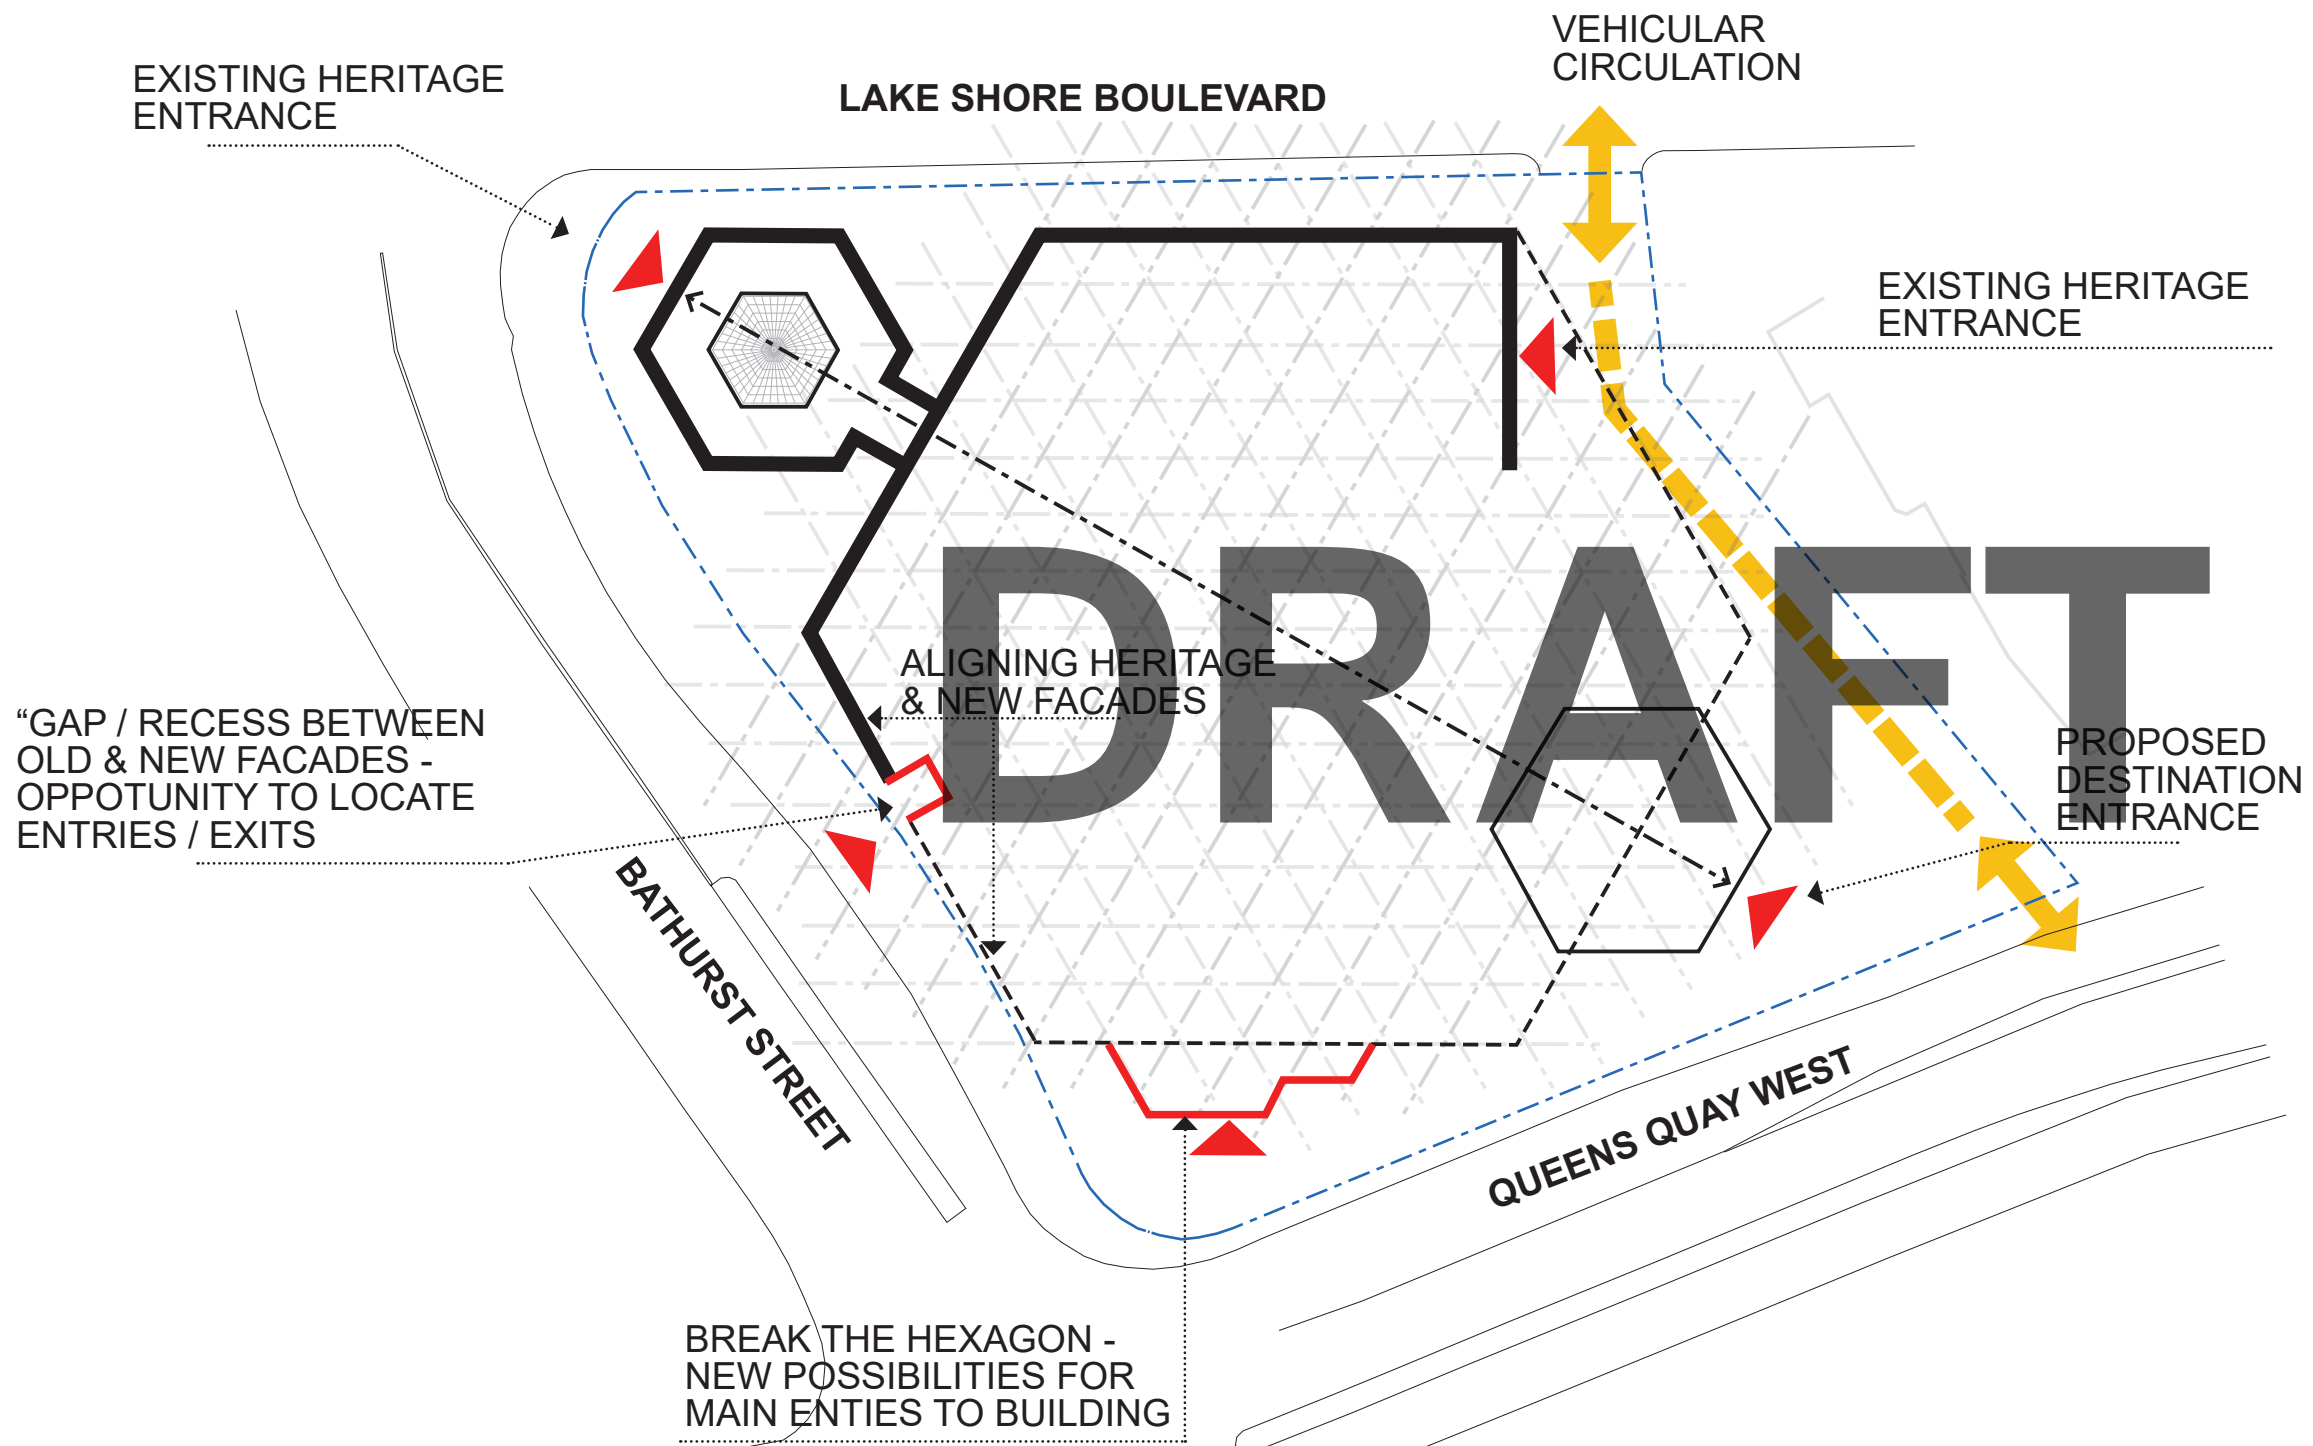 VEHICULAR
CIRCULATION
EXISTING HERITAGE
ENTRANCE
LAKE SHORE BOULEVARD
EXISTING HERITAGE
ENTRANCE
DRAFT
ALIGNING HERITAGE
& NEW FACADES
“GAP / RECESS BETWEEN
OLD & NEW FACADES -
OPPOTUNITY TO LOCATE
ENTRIES / EXITS
PROPOSED
DESTINATION
ENTRANCE
BATHURST STREET
QUEENS QUAY WEST
BREAK THE HEXAGON -
NEW POSSIBILITIES FOR
MAIN ENTIES TO BUILDING